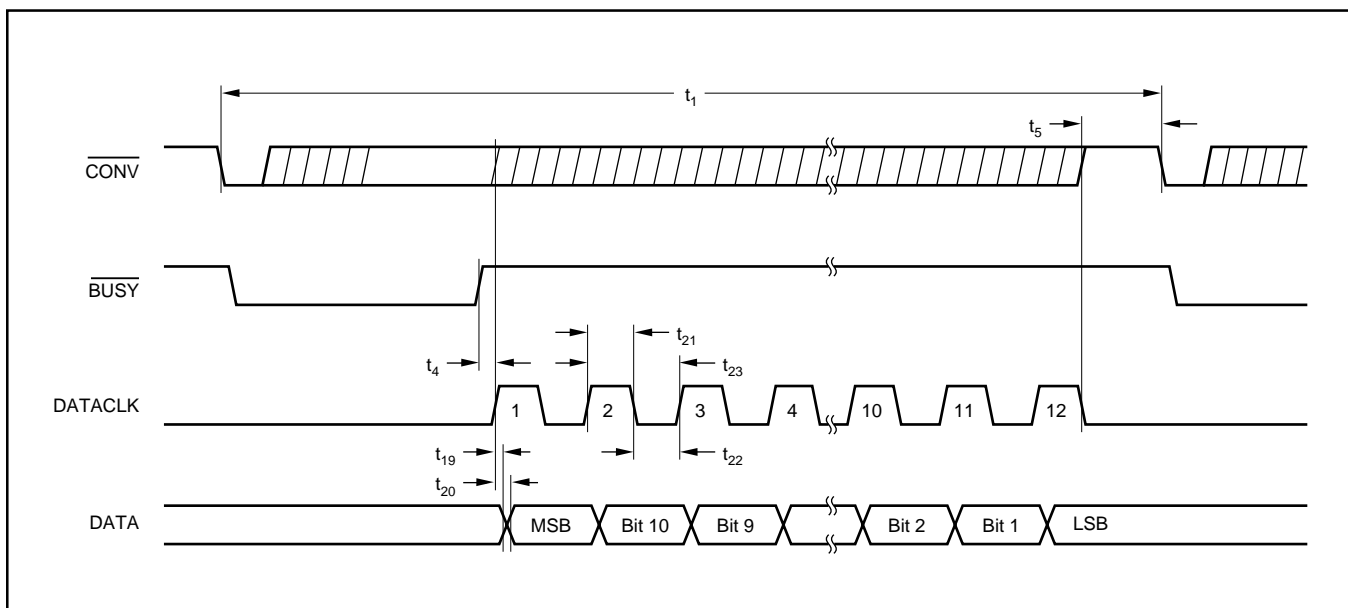 t1
t5
CONV
BUSY
t21
t4
t23
DATACLK
1
2
3
4
10
11
12
t19
t22
t20
DATA
MSB
Bit 10
Bit 9
Bit 2
Bit 1
LSB